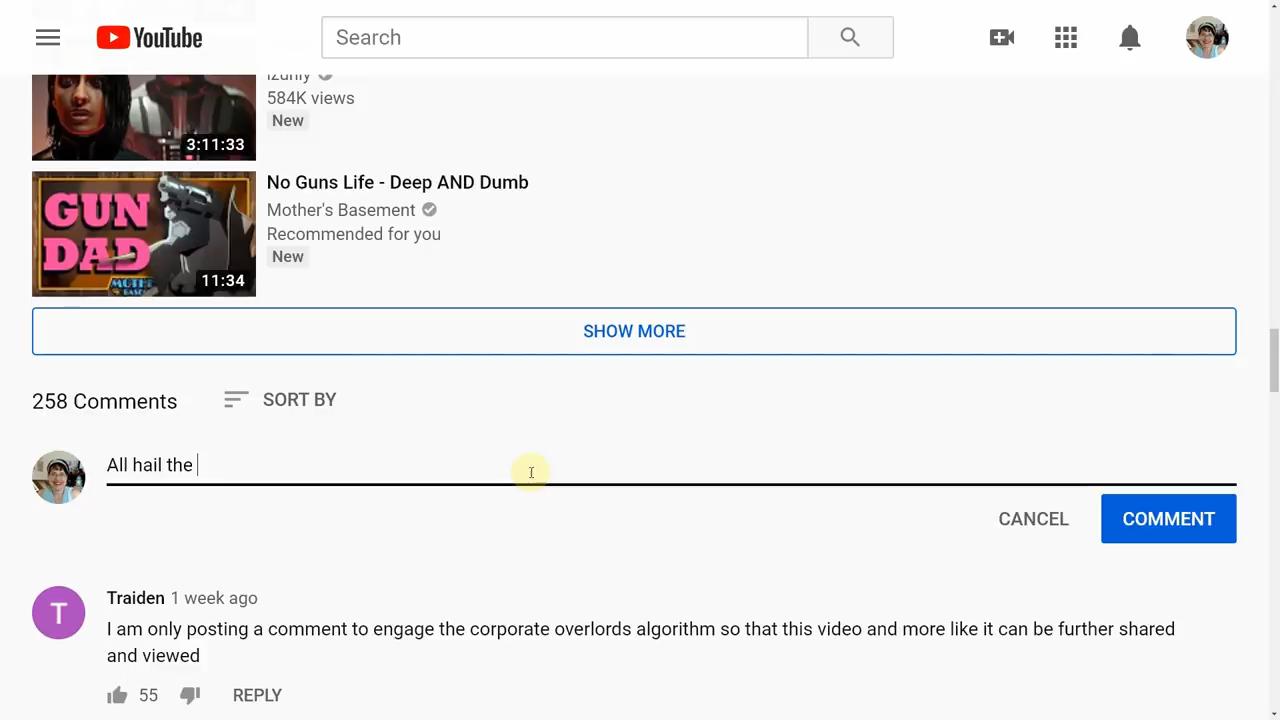 YouTube
Search
izuniy
584K views
New
3:11:33
No Guns Life - Deep AND Dumb
Mother's Basement
Recommended for you
New
GUN
DAD
11:34
SHOW MORE
258 Comments
SORT BY
All hail the
CANCEL
COMMENT
T
Traiden 1 week ago
I am only posting a comment to engage the corporate overlords algorithm so that this video and more like it can be further shared
and viewed
55
REPLY